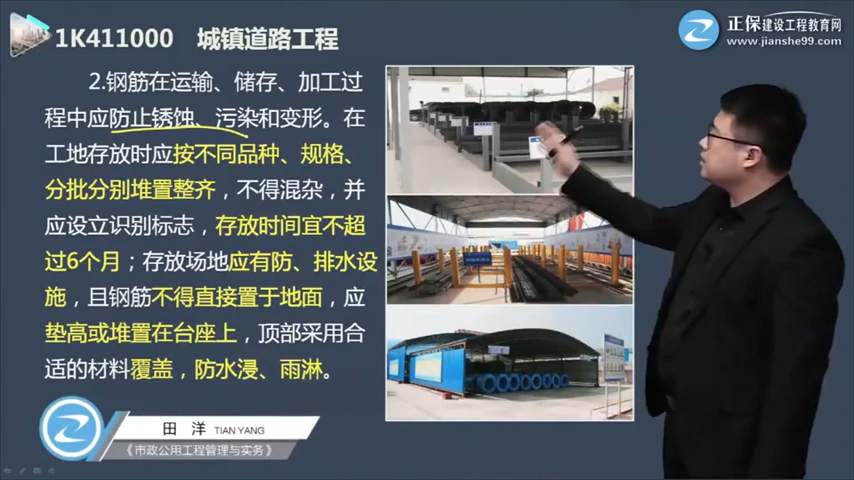 1K411000 城镇道路工程
正保建设工程教育网
www.jianshe99.com
2.钢筋在运输、储存、加工过
程中应防止锈蚀、污染和变形。在
工地存放时应按不同品种、规格、
分批分别堆置整齐，不得混杂，并
应设立识别标志，存放时间宜不超
过6个月；存放场地应有防、排水设
施，且钢筋不得直接置于地面，应
垫高或堆置在台座上，顶部采用合
适的材料覆盖，防水浸、雨淋。
田 洋 TIAN YANG
《市政公用工程管理与实务》